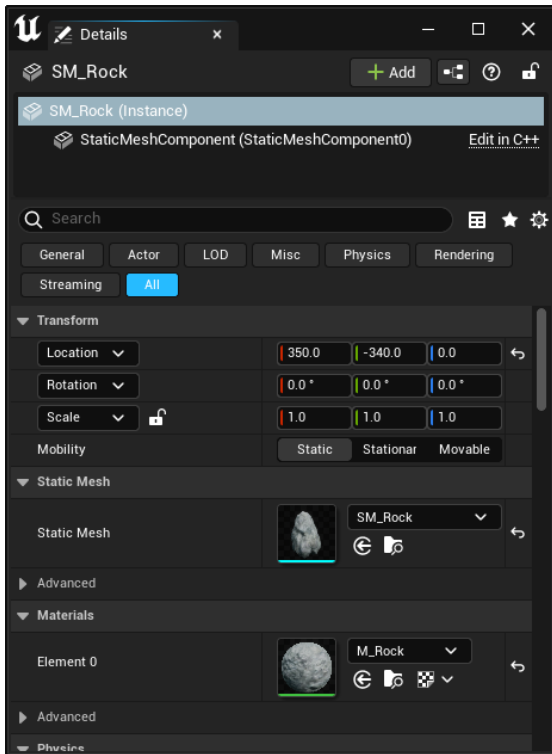 Details
SM_Rock
Add
SM_Rock (Instance)
StaticMeshComponent (StaticMeshComponent0) Edit in C++
Search
General Actor LOD Misc Physics Rendering
Streaming All
Transform
Location 350.0 -340.0 0.0
Rotation 0.0 ° 0.0 ° 0.0 °
Scale 1.0 1.0 1.0
Mobility Static Stationar Movable
Static Mesh
SM_Rock
Static Mesh
Advanced
Materials
M_Rock
Element 0
Advanced
Physics